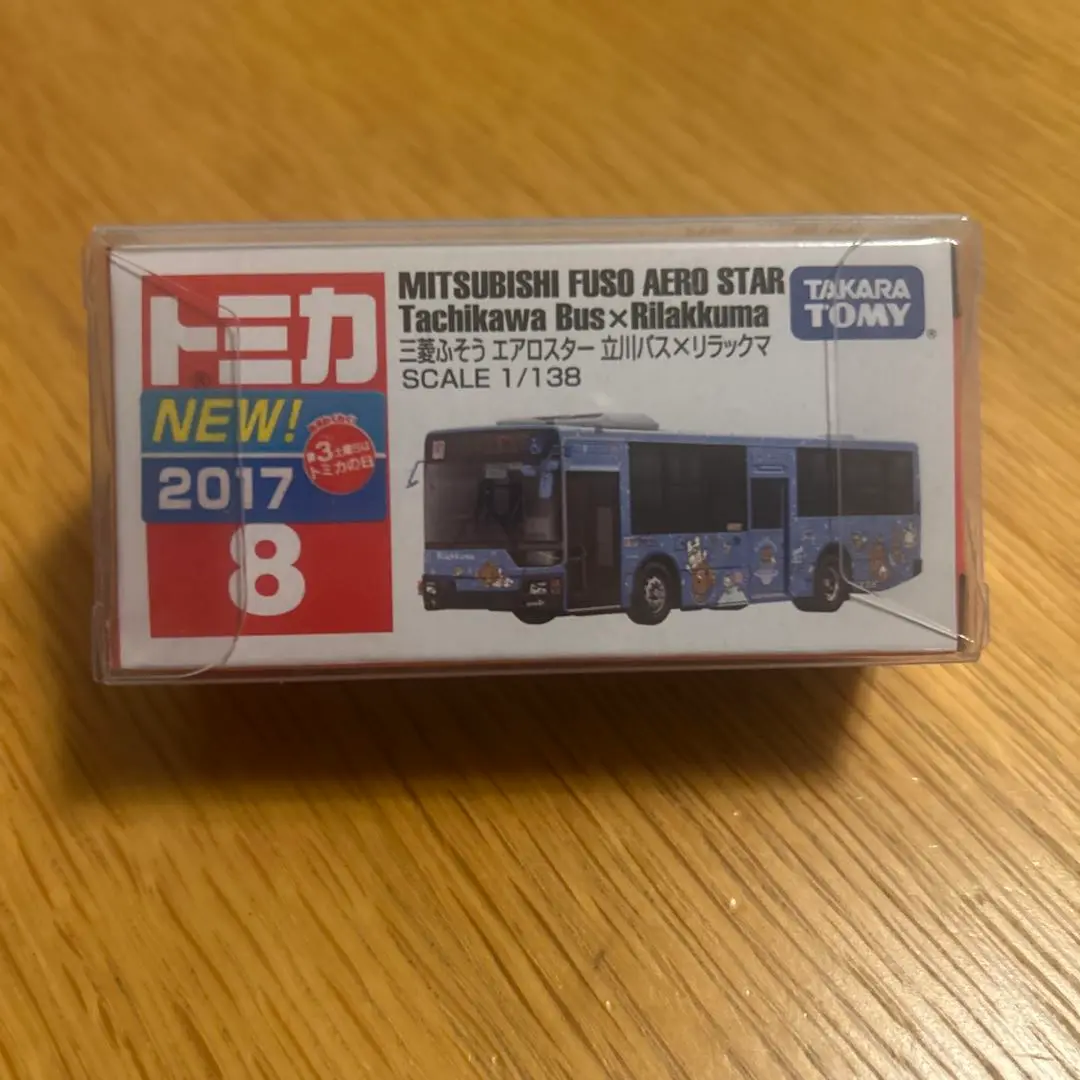 トミカ
NEW!
2017
第3土曜日は
トミカの日
8
MITSUBISHI FUSO AERO STAR
Tachikawa Bus×Rilakkuma
三菱ふそう エアロスター 立川バス×リラックマ
SCALE 1/138
TAKARA
TOMY
Rilakkuma